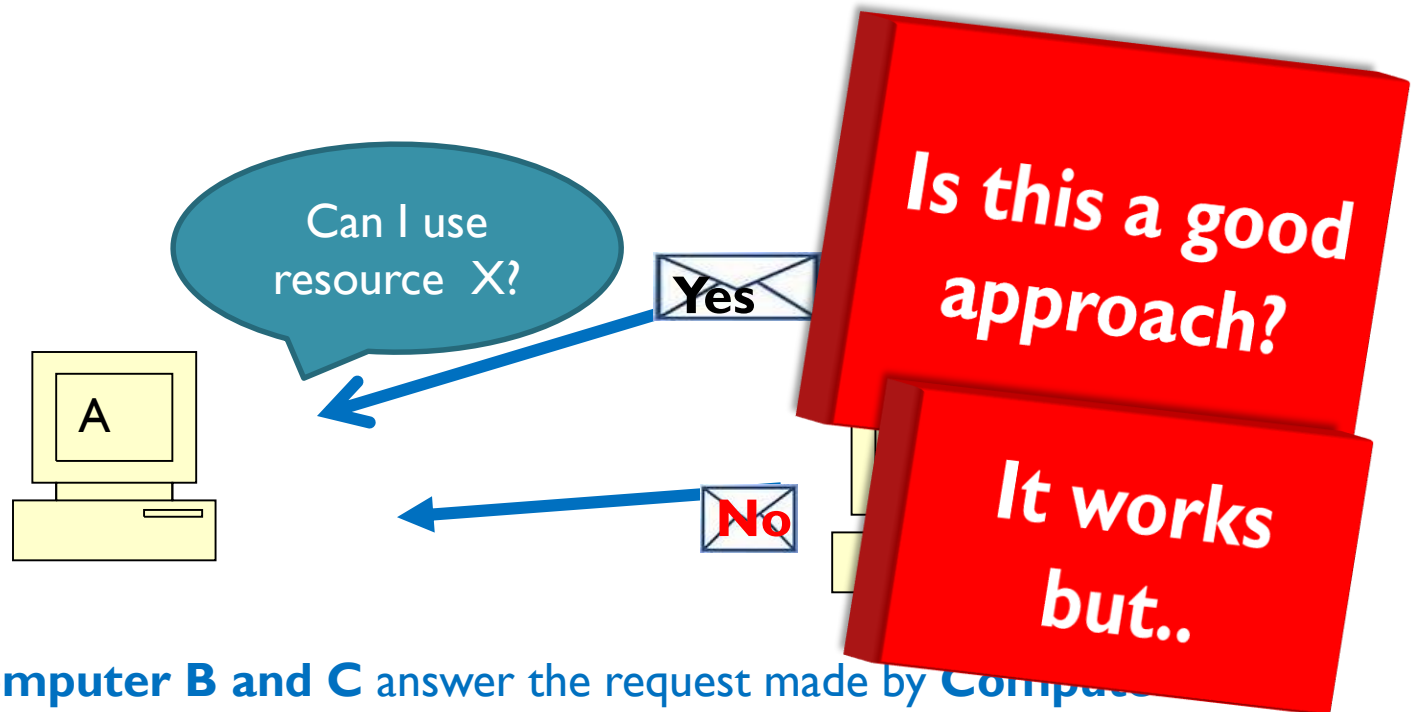 Can I use
resource X?
Yes
Is this a good
approach?
A
No
It works
but..
mputer B and C answer the request made by Compute